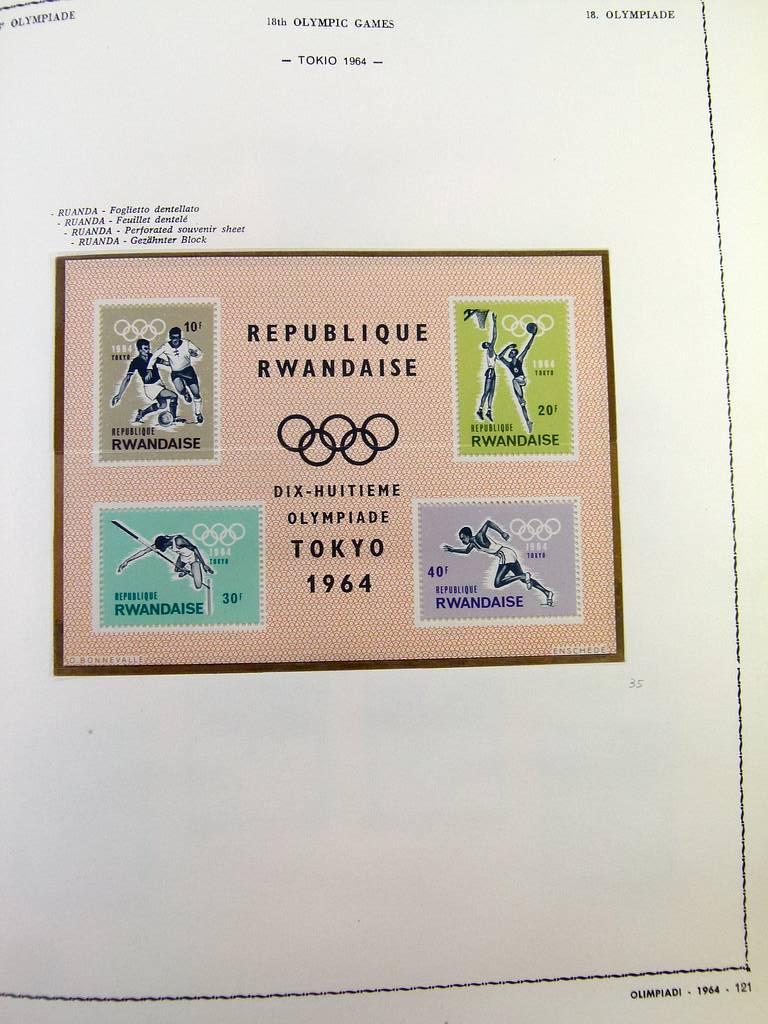 OLYMPIADE
18th OLYMPIC GAMES
18. OLYMPIADE
— TOKIO 1964 —
- RUANDA - Foglietto dentellato
- RUANDA - Feuillet dentelé
- RUANDA - Perforated souvenir sheet
- RUANDA - Gezähnter Block
10F
1964
TOKYO
REPUBLIQUE
RWANDAISE
REPUBLIQUE
RWANDAISE
1964
TOKYO
20F
REPUBLIQUE
RWANDAISE
DIX-HUITIEME
OLYMPIADE
TOKYO
1964
1964
TOKYO
REPUBLIQUE
RWANDAISE 30F
1964
TOKYO
40F
REPUBLIQUE
RWANDAISE
O. BONNEVALLE
ENSCHEDE
35
OLIMPIADI - 1964 - 121